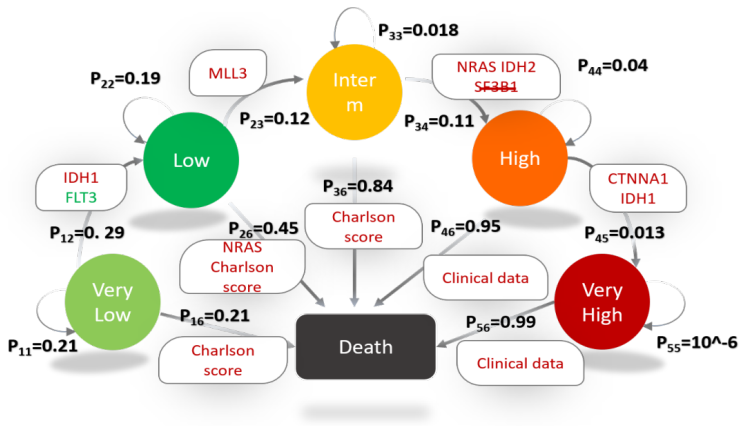 P33=0.018
P22=0.19
MLL3
Inter
m
NRAS IDH2
SF3B1
P44=0.04
P23=0.12
P34=0.11
Low
High
IDH1
FLT3
CTNNA1
IDH1
P36=0.84
Charlson
score
P12=0. 29
P26=0.45
P46=0.95
P45=0.013
NRAS
Charlson
score
Clinical data
Very
Low
Very
High
P16=0.21
P56=0.99
P11=0.21
Death
P55=10^-6
Charlson
score
Clinical data